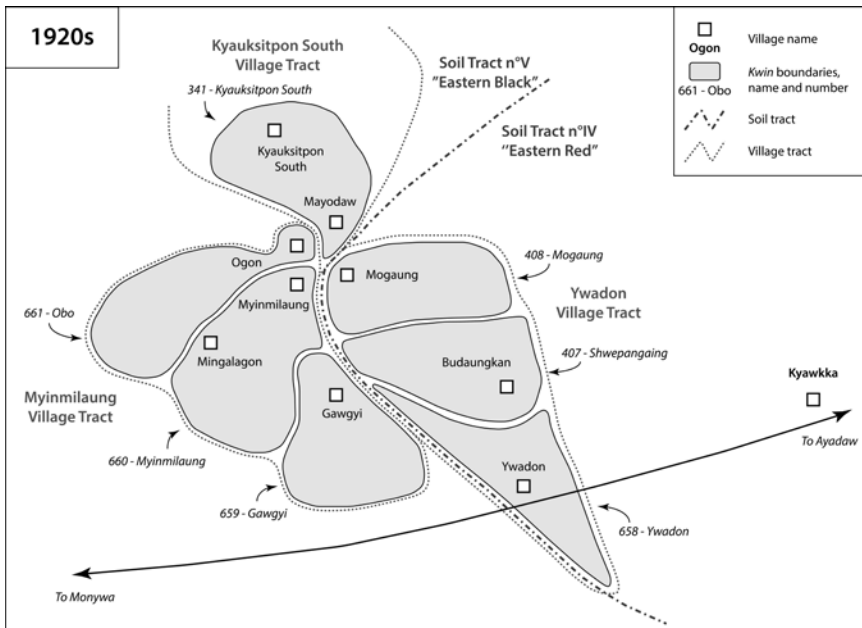 1920s
Kyauksitpon South
Village Tract
341 - Kyauksitpon South
Soil Tract n°V
"Eastern Black"
Soil Tract n°IV
"Eastern Red"
Ogon
Village name
661 - Obo
Kwin boundaries,
name and number
Soil tract
Village tract
Kyauksitpon
South
Mayodaw
Ogon
Myinmilaung
Mogaung
408 - Mogaung
Ywadon
Village Tract
661 - Obo
Mingalagon
Budaungkan
407 - Shwepangaing
Myinmilaung
Village Tract
Gawgyi
Kyawkka
To Ayadaw
660 - Myinmilaung
Ywadon
659 - Gawgyi
658 - Ywadon
To Monywa